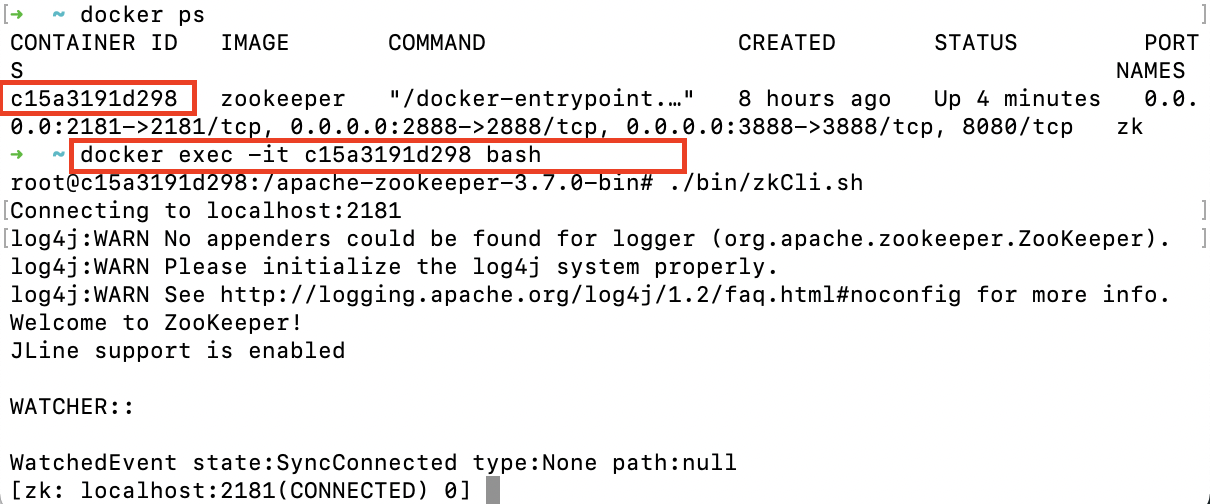 [➜  ~ docker ps ]
CONTAINER ID   IMAGE       COMMAND                  CREATED       STATUS         PORT
S                                                                               NAMES
c15a3191d298   zookeeper   "/docker-entrypoint.…"   8 hours ago   Up 4 minutes   0.0.
0.0:2181->2181/tcp, 0.0.0.0:2888->2888/tcp, 0.0.0.0:3888->3888/tcp, 8080/tcp   zk
➜  ~ docker exec -it c15a3191d298 bash
root@c15a3191d298:/apache-zookeeper-3.7.0-bin# ./bin/zkCli.sh
[Connecting to localhost:2181 ]
[log4j:WARN No appenders could be found for logger (org.apache.zookeeper.ZooKeeper). ]
log4j:WARN Please initialize the log4j system properly.
log4j:WARN See http://logging.apache.org/log4j/1.2/faq.html#noconfig for more info.
Welcome to ZooKeeper!
JLine support is enabled
WATCHER::
WatchedEvent state:SyncConnected type:None path:null
[zk: localhost:2181(CONNECTED) 0]